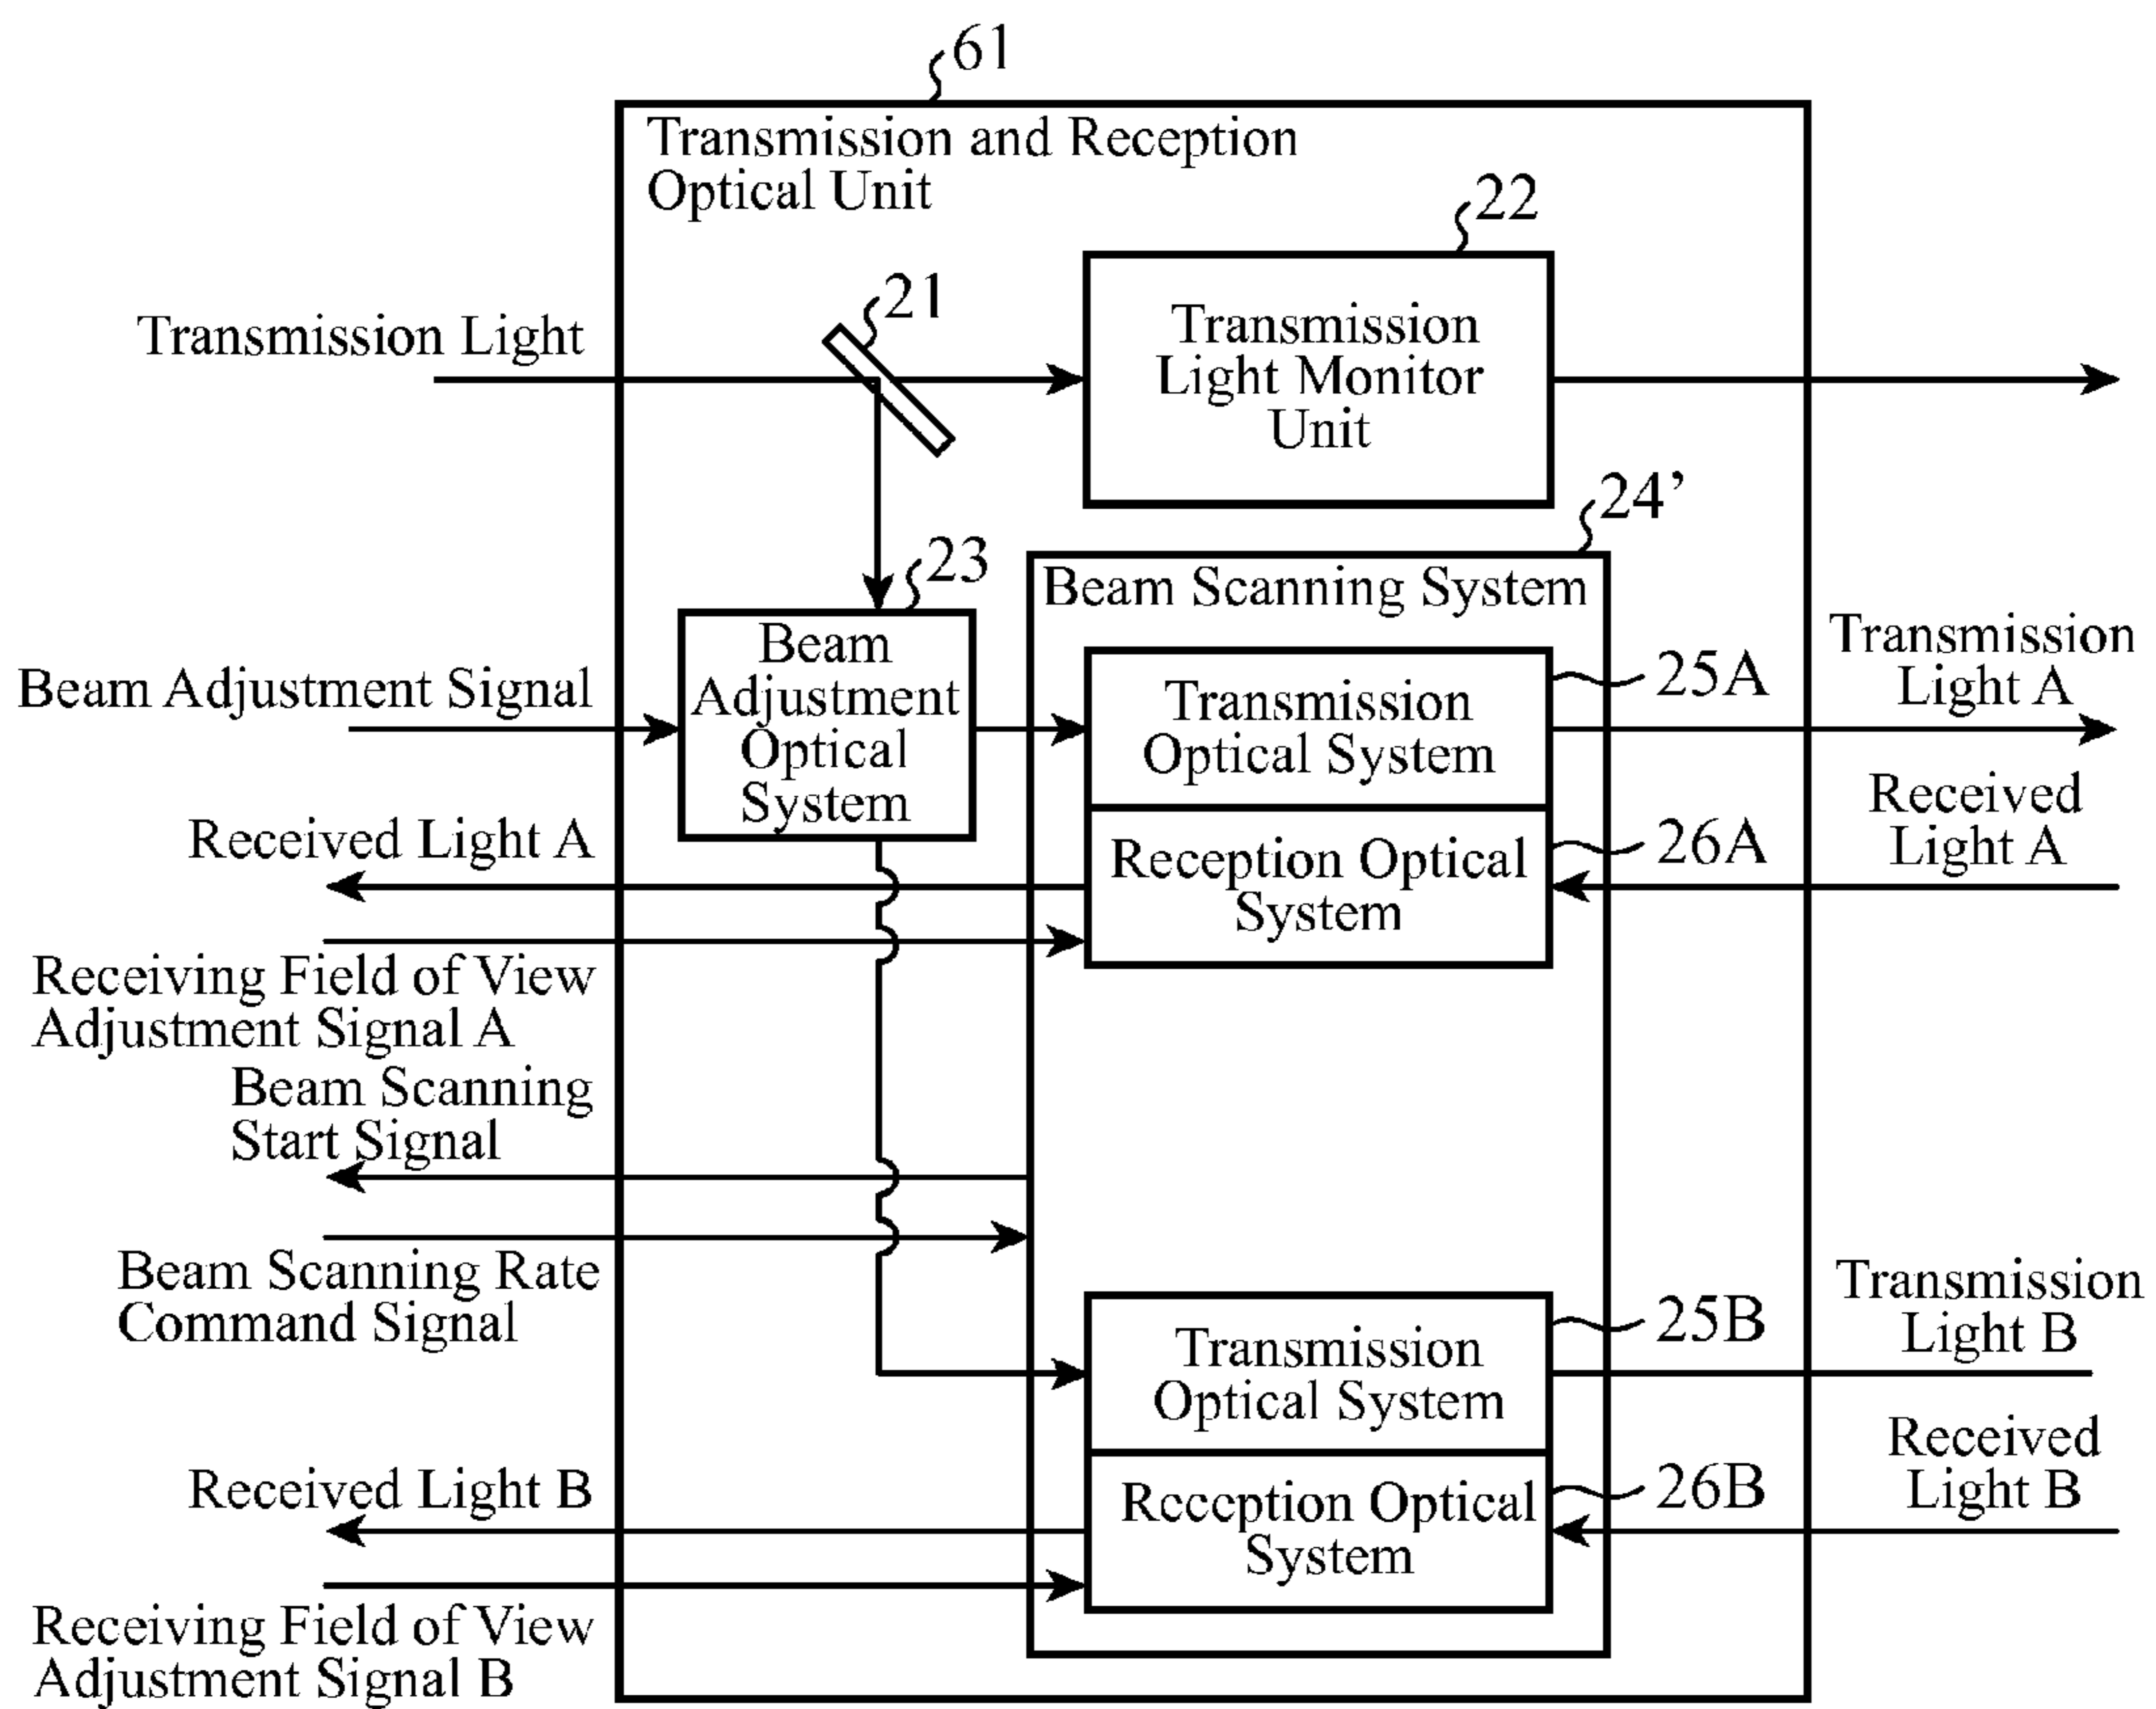 61
Transmission and Reception
Optical Unit
22
21
Transmission Light
Transmission
Light Monitor
Unit
24’
23
Beam Scanning System
Beam
Adjustment
Optical
System
Beam Adjustment Signal
Transmission
Optical System
25A
Transmission
Light A
Received Light A
Reception Optical
System
26A
Received
Light A
Receiving Field of View
Adjustment Signal A
Beam Scanning
Start Signal
Beam Scanning Rate
Command Signal
Transmission
Optical System
25B
Transmission
Light B
Received Light B
Reception Optical
System
26B
Received
Light B
Receiving Field of View
Adjustment Signal B